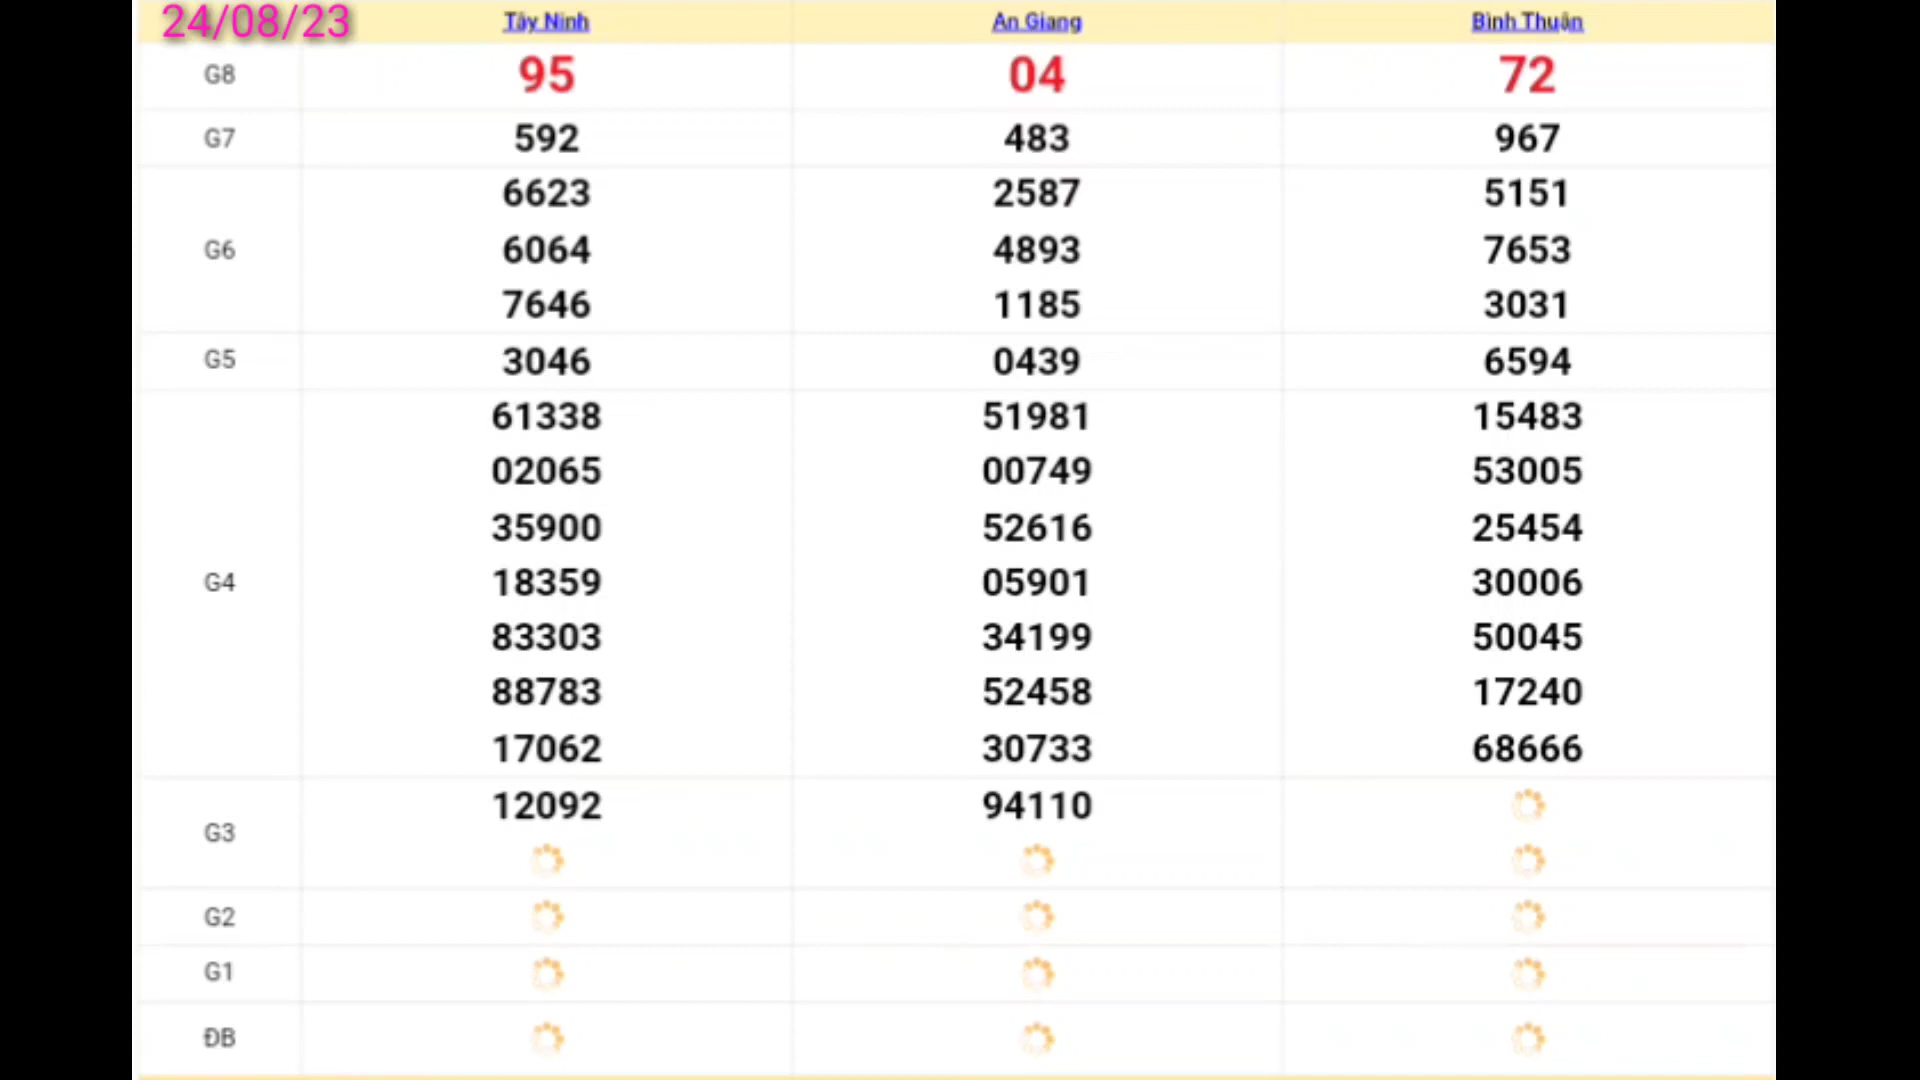 24/08/23 Tây Ninh An Giang Bình Thuận
G8 95 04 72
G7 592 483 967
6623 2587 5151
G6 6064 4893 7653
7646 1185 3031
G5 3046 0439 6594
61338 51981 15483
02065 00749 53005
35900 52616 25454
G4 18359 05901 30006
83303 34199 50045
88783 52458 17240
17062 30733 68666
12092 94110
G3
G2
G1
ĐB